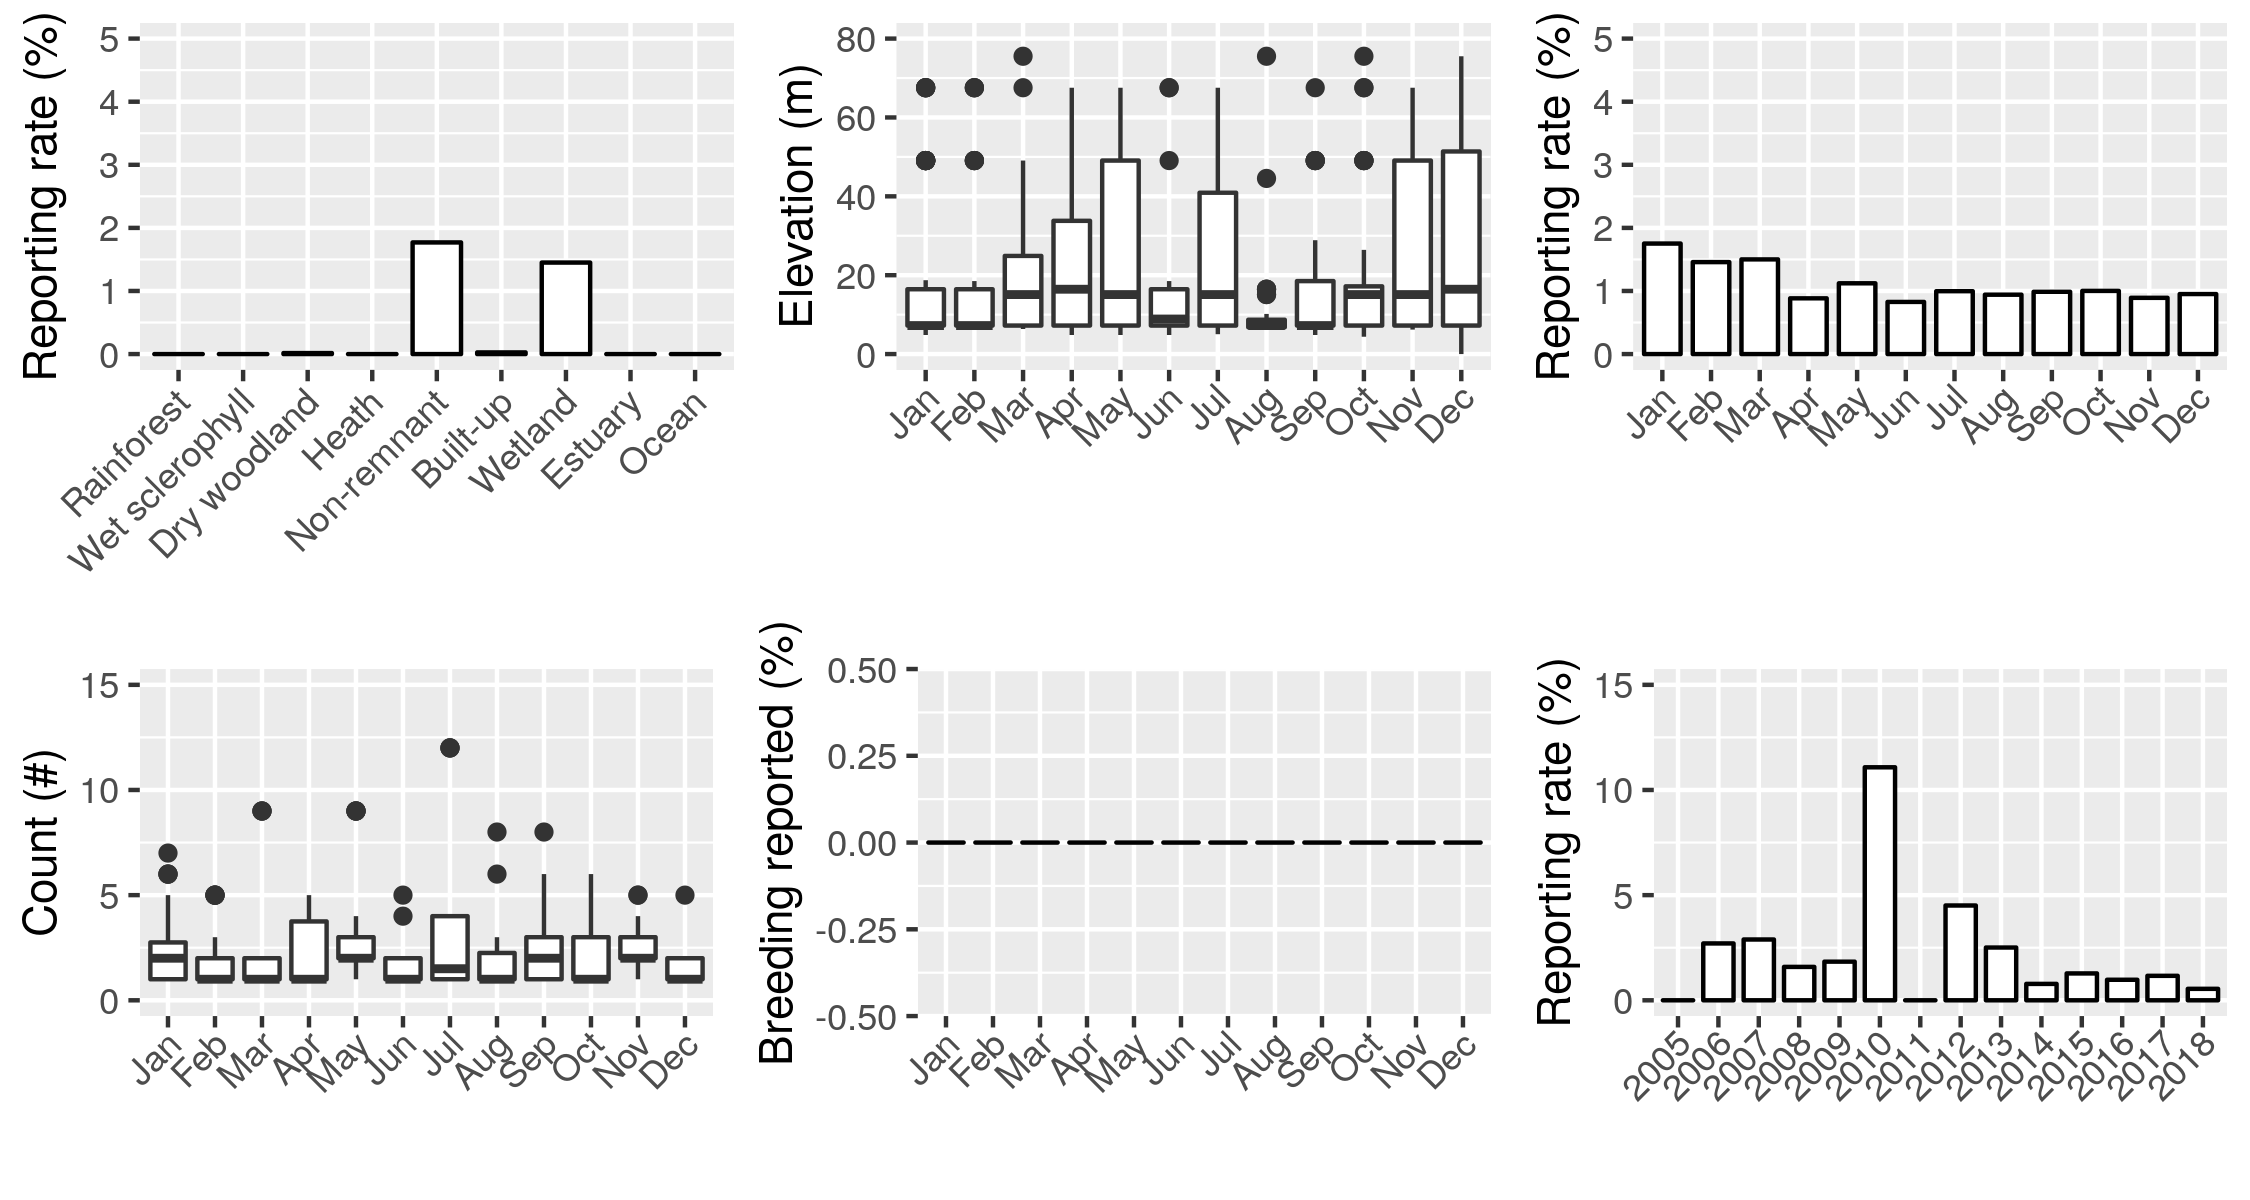 Reporting rate (%)
5
4
3
2
1
0
Rainforest
Wet sclerophyll
Dry woodland
Heath
Non-remnant
Built-up
Wetland
Estuary
Ocean
Elevation (m)
80
60
40
20
0
Jan
Feb
Mar
Apr
May
Jun
Jul
Aug
Sep
Oct
Nov
Dec
Reporting rate (%)
5
4
3
2
1
0
Jan
Feb
Mar
Apr
May
Jun
Jul
Aug
Sep
Oct
Nov
Dec
Count (#)
15
10
5
0
Jan
Feb
Mar
Apr
May
Jun
Jul
Aug
Sep
Oct
Nov
Dec
Breeding reported (%)
0.50
0.25
0.00
-0.25
-0.50
Jan
Feb
Mar
Apr
May
Jun
Jul
Aug
Sep
Oct
Nov
Dec
Reporting rate (%)
15
10
5
0
2005
2006
2007
2008
2009
2010
2011
2012
2013
2014
2015
2016
2017
2018